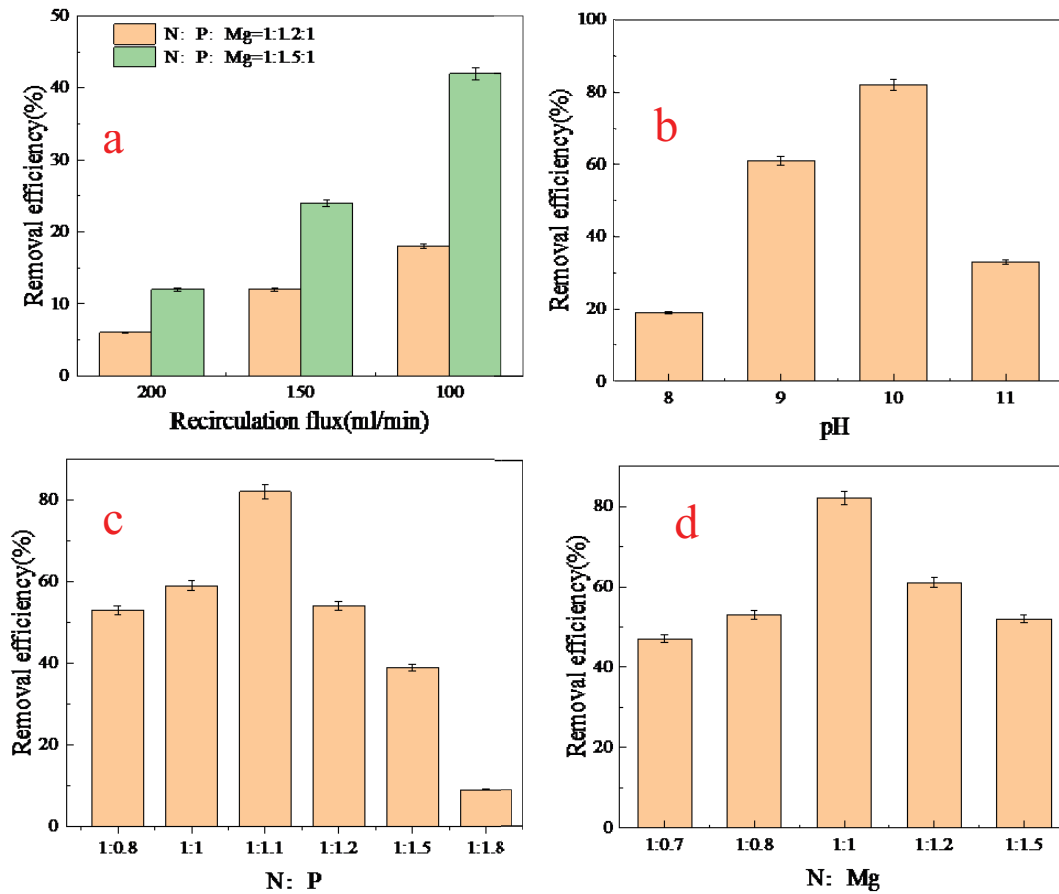 50
40
30
20
10
0
Removal efficiency(%)
N: P: Mg=1:1.2:1
N: P: Mg=1:1.5:1
a
200 150 100
Recirculation flux(ml/min)
100
80
60
40
20
0
Removal efficiency(%)
b
8 9 10 11
pH
80
60
40
20
0
Removal efficiency(%)
c
1:0.8 1:1 1:1.1 1:1.2 1:1.5 1:1.8
N: P
80
60
40
20
0
Removal efficiency(%)
d
1:0.7 1:0.8 1:1 1:1.2 1:1.5
N: Mg